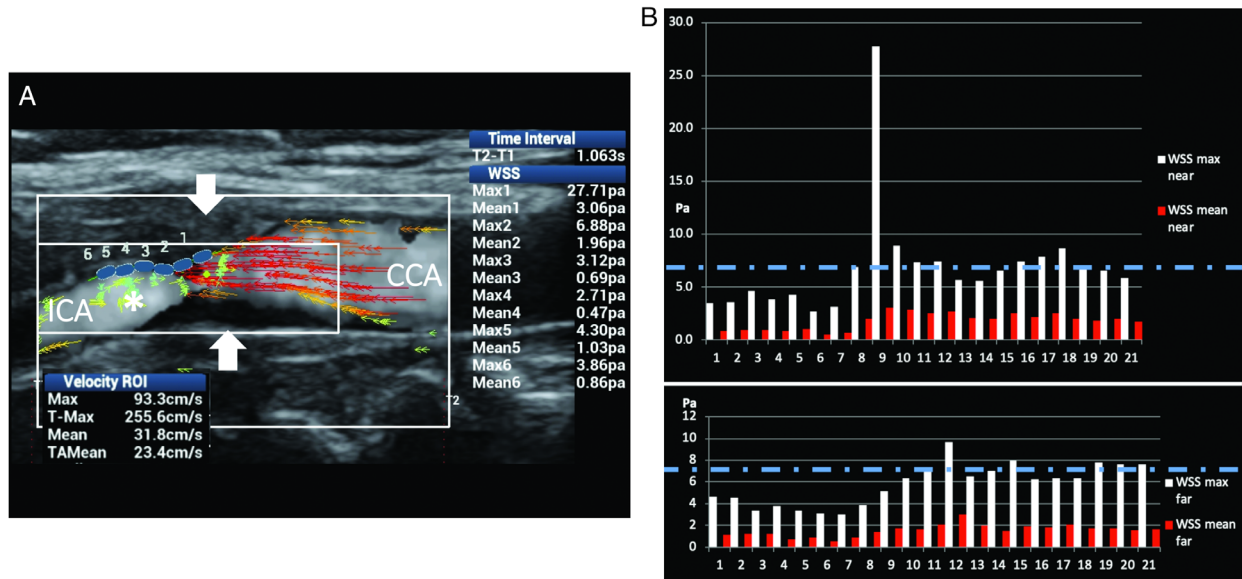 A
Time Interval
T2-T1 1.063s
WSS
Max1 27.71pa
Mean1 3.06pa
Max2 6.88pa
Mean2 1.96pa
Max3 3.12pa
Mean3 0.69pa
Max4 2.71pa
Mean4 0.47pa
Max5 4.30pa
Mean5 1.03pa
Max6 3.86pa
Mean6 0.86pa
6 5 4 3 2 1
CCA
ICA
*
T2
Velocity ROI
Max 93.3cm/s
T-Max 255.6cm/s
Mean 31.8cm/s
TAMean 23.4cm/s
B
30.0
25.0
20.0
15.0
Pa
10.0
5.0
0.0
1 2 3 4 5 6 7 8 9 10 11 12 13 14 15 16 17 18 19 20 21
WSS max
near
WSS mean
near
Pa
12
10
8
6
4
2
0
1 2 3 4 5 6 7 8 9 10 11 12 13 14 15 16 17 18 19 20 21
WSS max
far
WSS mean
far